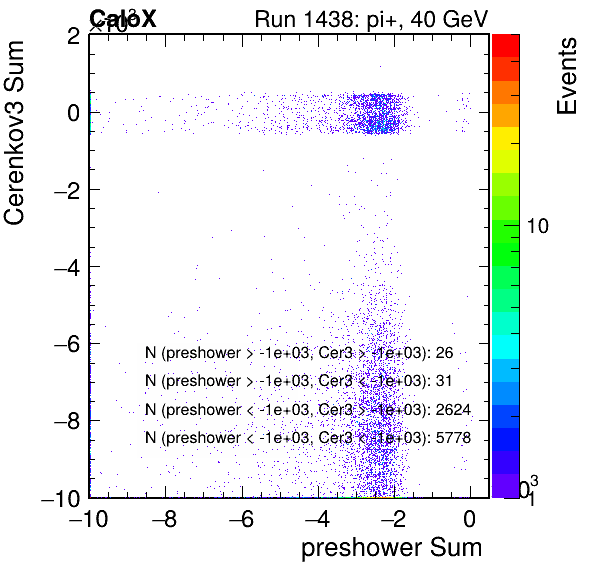 CaloX
×10³
Run 1438: pi+, 40 GeV
Cerenkov3 Sum
Events
2
0
−2
−4
−6
−8
−10
10
1
N (preshower > -1e+03, Cer3 > -1e+03): 26
N (preshower > -1e+03, Cer3 < -1e+03): 31
N (preshower < -1e+03, Cer3 > -1e+03): 2624
N (preshower < -1e+03, Cer3 < -1e+03): 5778
−10
−8
−6
−4
−2
0
preshower Sum